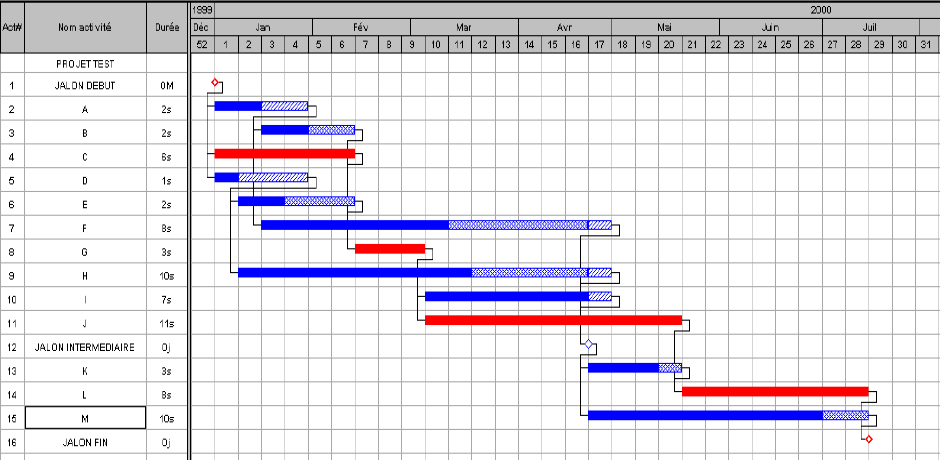 1999 2000
Act# Nom activité Durée Déc Jan Fév Mar Avr Mai Juin Juil
52 1 2 3 4 5 6 7 8 9 10 11 12 13 14 15 16 17 18 19 20 21 22 23 24 25 26 27 28 29 30 31
PROJET TEST
1 JALON DEBUT 0M
2 A 2s
3 B 2s
4 C 6s
5 D 1s
6 E 2s
7 F 8s
8 G 3s
9 H 10s
10 I 7s
11 J 11s
12 JALON INTERMEDIAIRE 0j
13 K 3s
14 L 8s
15 M 10s
16 JALON FIN 0j